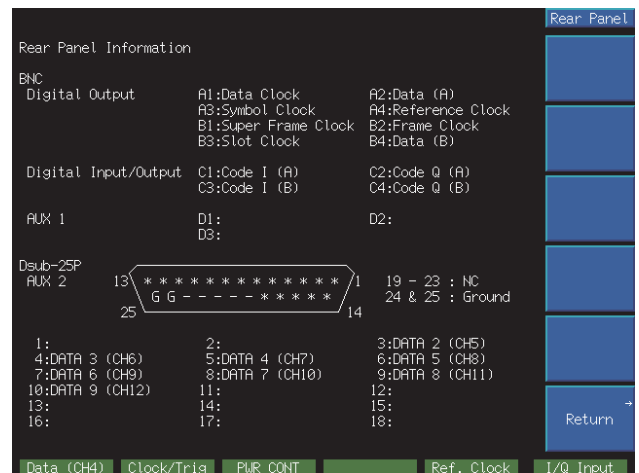 Rear Panel
Rear Panel Information
BNC
Digital Output A1:Data Clock A2:Data (A)
A3:Symbol Clock A4:Reference Clock
B1:Super Frame Clock B2:Frame Clock
B3:Slot Clock B4:Data (B)
Digital Input/Output C1:Code I (A) C2:Code Q (A)
C3:Code I (B) C4:Code Q (B)
AUX 1 D1: D2:
D3:
Dsub-25P
AUX 2 13 * * * * * * * * * * * * * 1 19 - 23 : NC
G G - - - - - * * * * * 24 & 25 : Ground
25 14
1: 2: 3:DATA 2 (CH5)
4:DATA 3 (CH6) 5:DATA 4 (CH7) 6:DATA 5 (CH8)
7:DATA 6 (CH9) 8:DATA 7 (CH10) 9:DATA 8 (CH11)
10:DATA 9 (CH12) 11: 12:
13: 14: 15:
16: 17: 18:
→
Return
Data (CH4) Clock/Trig PWR CONT Ref. Clock I/Q Input